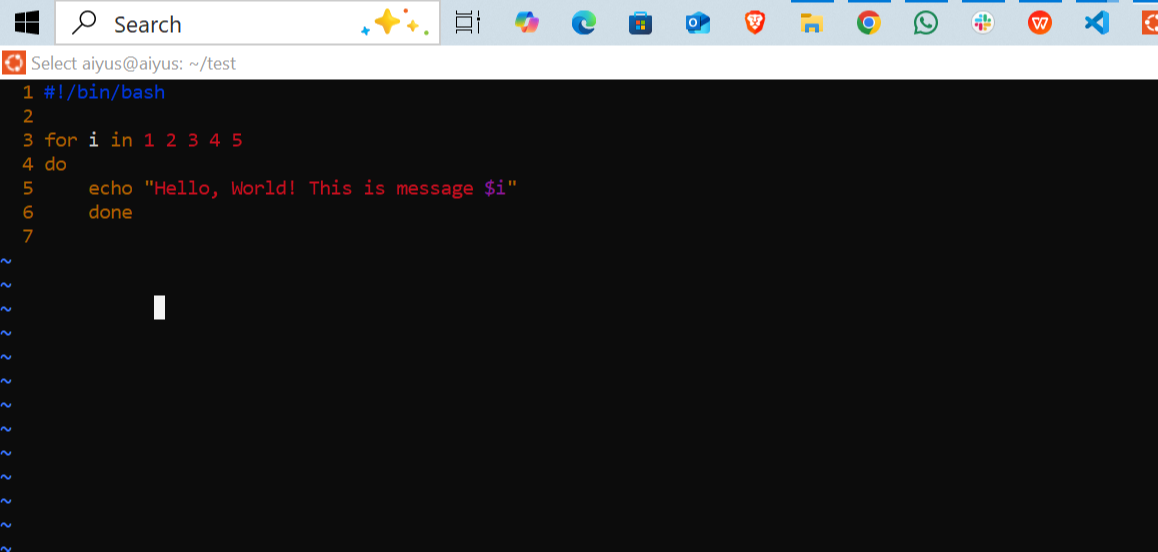 Search
Select aiyus@aiyus: ~/test
1 #!/bin/bash
2
3 for i in 1 2 3 4 5
4 do
5     echo "Hello, World! This is message $i"
6     done
7
~
~
~
~
~
~
~
~
~
~
~
~
~